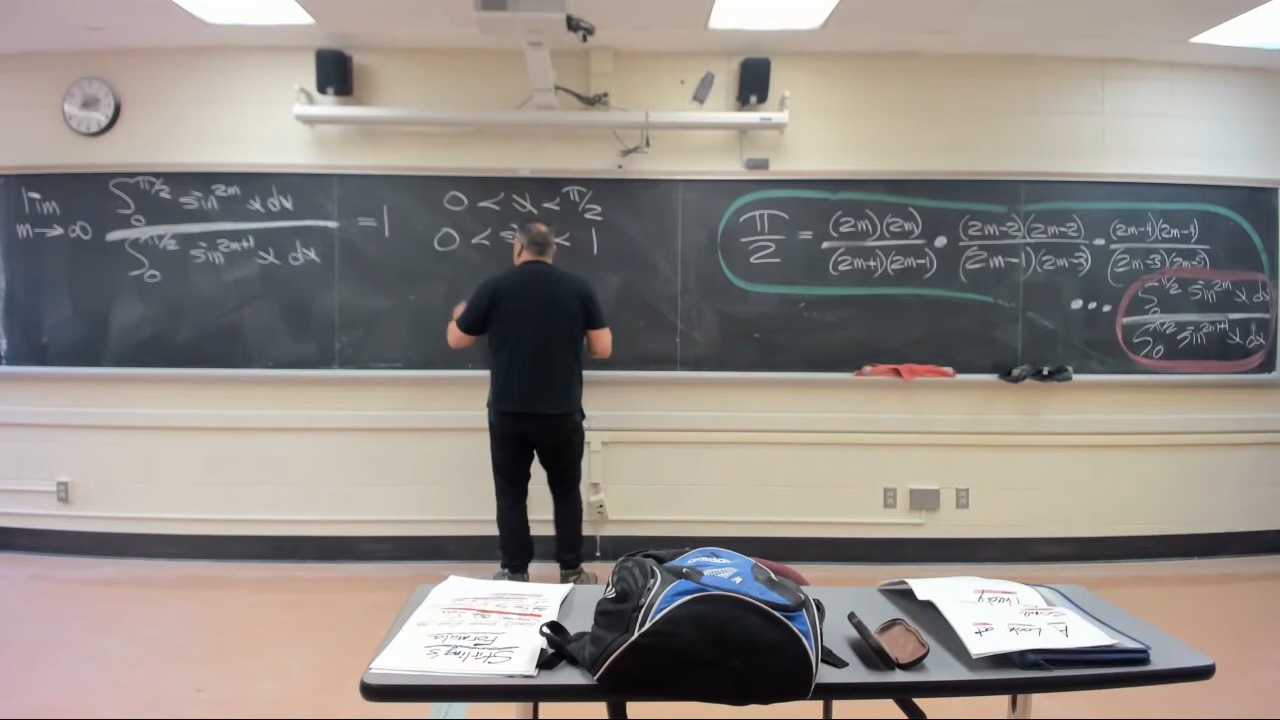 lim m→∞ ∫₀^π/2 sin^2m x dx / ∫₀^π/2 sin^2m+1 x dx = 1
0 < x < π/2
0 < < 1
π/2 = (2m)(2m)/(2m+1)(2m-1) • (2m-2)(2m-2)/(2m-1)(2m-3) • (2m-4)(2m-4)/(2m-3)(2m-5)
••• ∫₀^π/2 sin^2m x dx / ∫₀^π/2 sin^2m+1 x dx
Stirling's
Formula
A Look at
Some